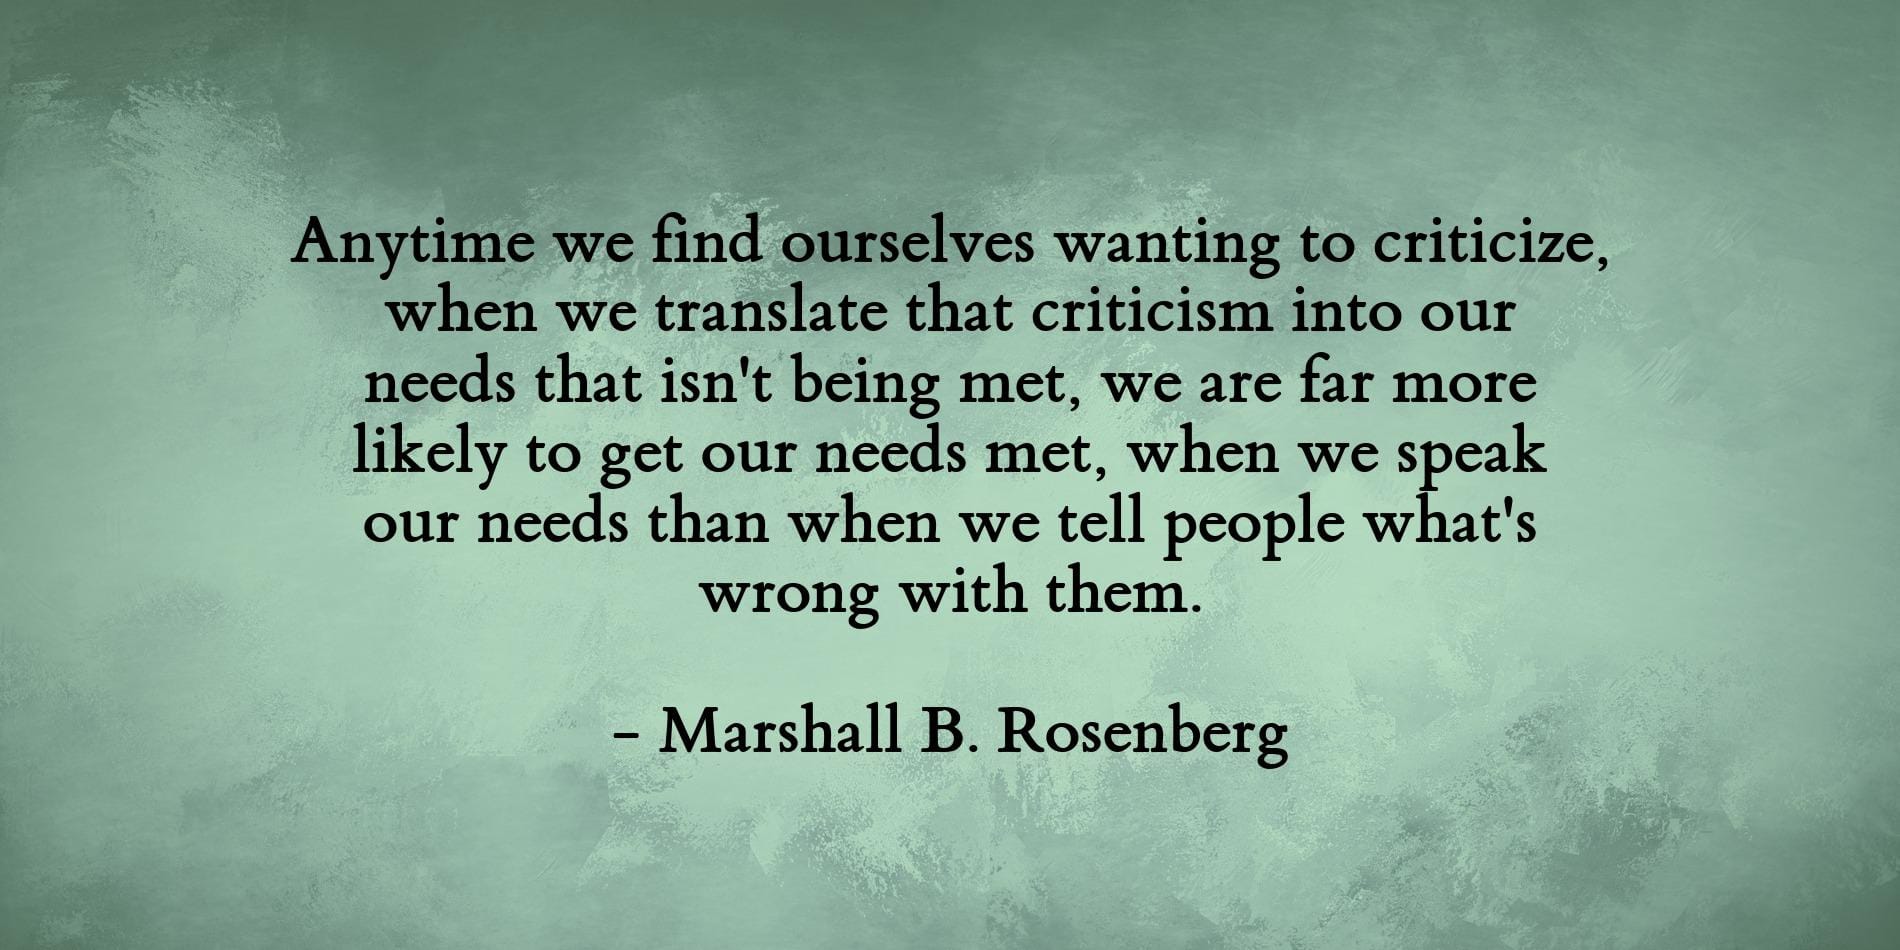 Anytime we find ourselves wanting to criticize,
when we translate that criticism into our
needs that isn't being met, we are far more
likely to get our needs met, when we speak
our needs than when we tell people what's
wrong with them.
- Marshall B. Rosenberg